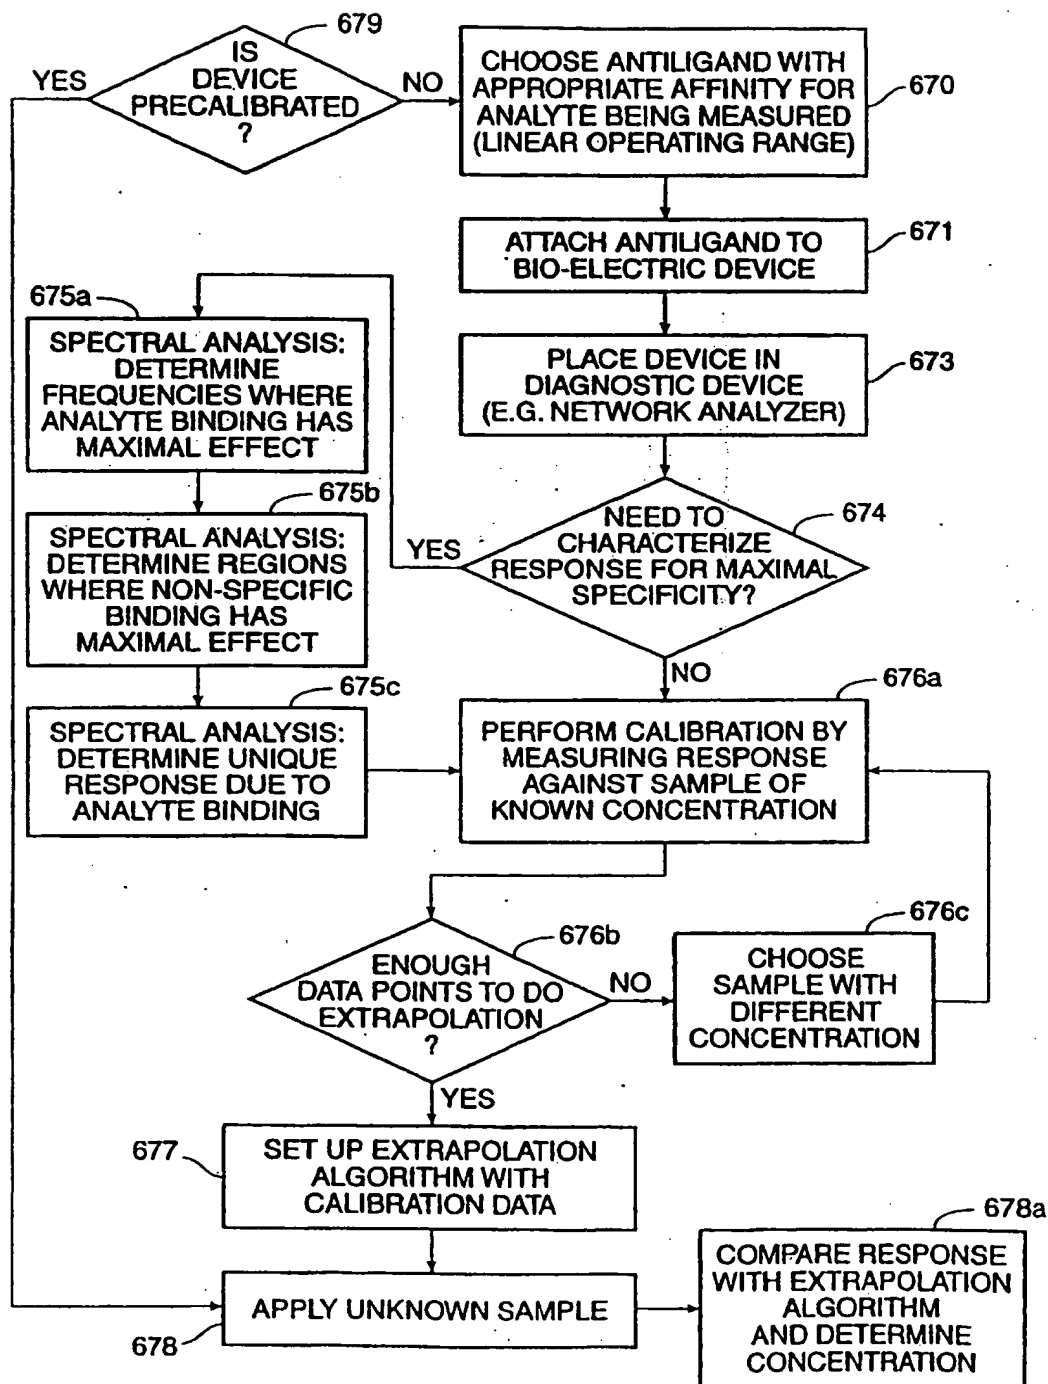 679
IS
DEVICE
PRECALIBRATED
?
YES
NO
CHOOSE ANTILIGAND WITH
APPROPRIATE AFFINITY FOR
ANALYTE BEING MEASURED
(LINEAR OPERATING RANGE)
670
ATTACH ANTILIGAND TO
BIO-ELECTRIC DEVICE
671
PLACE DEVICE IN
DIAGNOSTIC DEVICE
(E.G. NETWORK ANALYZER)
673
NEED TO
CHARACTERIZE
RESPONSE FOR MAXIMAL
SPECIFICITY?
674
YES
NO
675a
SPECTRAL ANALYSIS:
DETERMINE
FREQUENCIES WHERE
ANALYTE BINDING HAS
MAXIMAL EFFECT
675b
SPECTRAL ANALYSIS:
DETERMINE REGIONS
WHERE NON-SPECIFIC
BINDING HAS
MAXIMAL EFFECT
675c
SPECTRAL ANALYSIS:
DETERMINE UNIQUE
RESPONSE DUE TO
ANALYTE BINDING
676a
PERFORM CALIBRATION BY
MEASURING RESPONSE
AGAINST SAMPLE OF
KNOWN CONCENTRATION
676b
ENOUGH
DATA POINTS TO DO
EXTRAPOLATION
?
NO
YES
676c
CHOOSE
SAMPLE WITH
DIFFERENT
CONCENTRATION
677
SET UP EXTRAPOLATION
ALGORITHM WITH
CALIBRATION DATA
APPLY UNKNOWN SAMPLE
678
678a
COMPARE RESPONSE
WITH EXTRAPOLATION
ALGORITHM
AND DETERMINE
CONCENTRATION